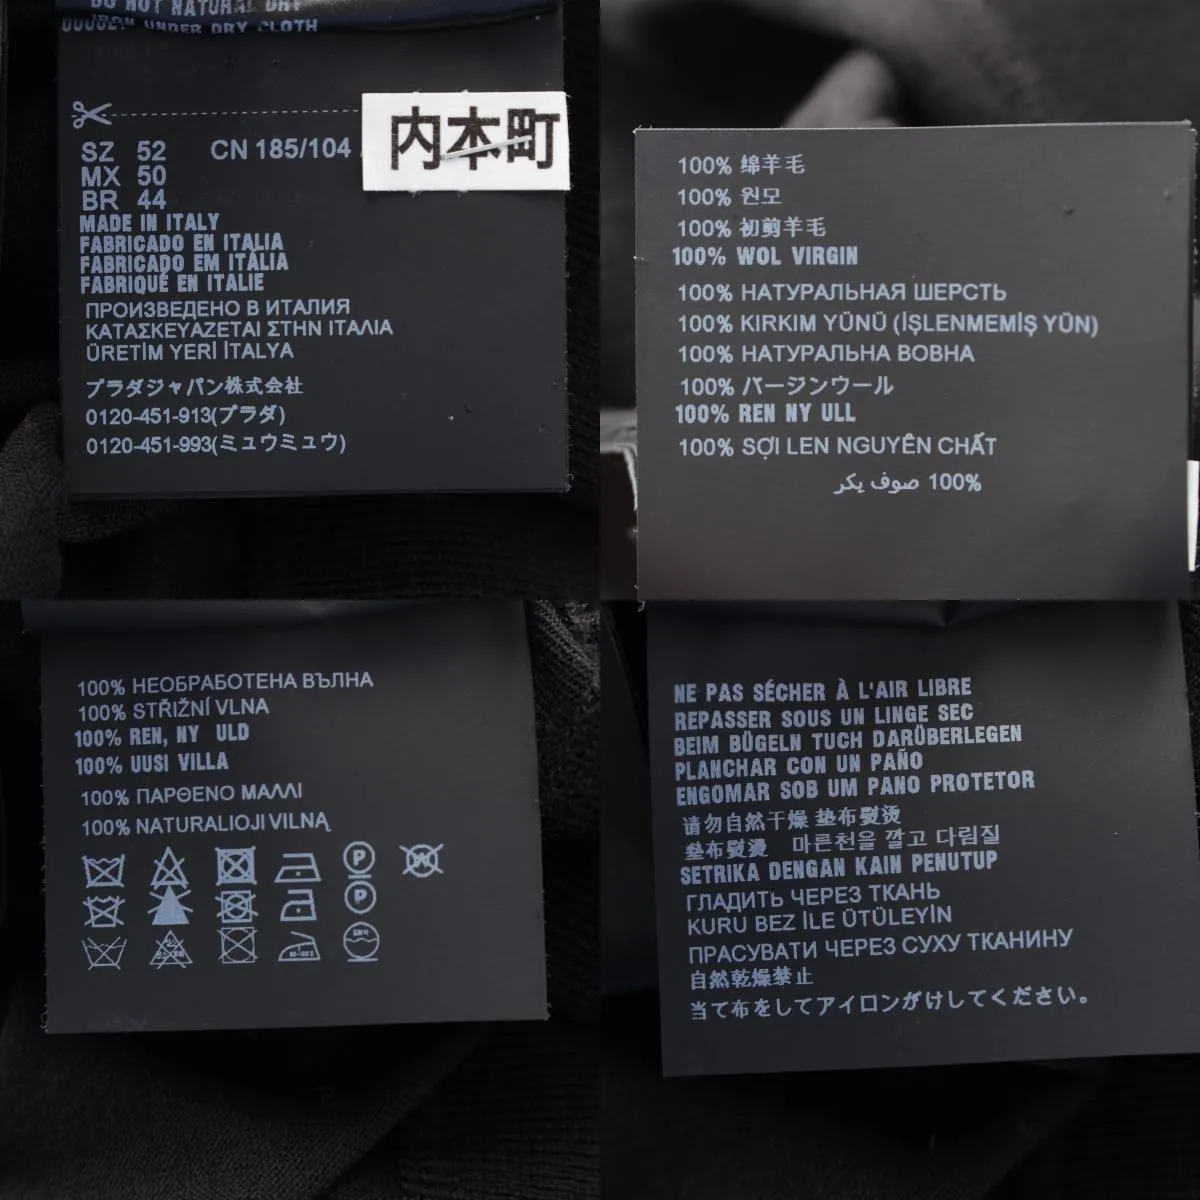 DO NOT NATURAL DRY
UNDER DRY CLOTH
SZ 52 CN 185/104
内本町
MX 50
BR 44
MADE IN ITALY
FABRICADO EN ITALIA
FABRICADO EM ITÁLIA
FABRIQUÉ EN ITALIE
ПРОИЗВЕДЕНО В ИТАЛИЯ
ΚΑΤΑΣΚΕΥΑΖΕΤΑΙ ΣΤΗΝ ΙΤΑΛΙΑ
ÜRETİM YERİ İTALYA
プラダジャパン株式会社
0120-451-913(プラダ)
0120-451-993(ミュウミュウ)
100% 绵羊毛
100% 원모
100% 初剪羊毛
100% WOL VIRGIN
100% НАТУРАЛЬНАЯ ШЕРСТЬ
100% KIRKIM YÜNÜ (İŞLENMEMİŞ YÜN)
100% НАТУРАЛЬНА ВОВНА
100% バージンウール
100% REN NY ULL
100% SỢI LEN NGUYÊN CHẤT
100% صوف بكر
100% НЕОБРАБОТЕНА ВЪЛНА
100% STŘIŽNÍ VLNA
100% REN, NY ULD
100% UUSI VILLA
100% ΠΑΡΘΕΝΟ ΜΑΛΛΙ
100% NATURALIOJI VILNĄ
P W
P
NE PAS SÉCHER À L'AIR LIBRE
REPASSER SOUS UN LINGE SEC
BEIM BÜGELN TUCH DARÜBERLEGEN
PLANCHAR CON UN PAÑO
ENGOMAR SOB UM PANO PROTETOR
请勿自然干燥 垫布熨烫
垫布熨燙 마른천을 깔고 다림질
SETRIKA DENGAN KAIN PENUTUP
ГЛАДИТЬ ЧЕРЕЗ ТКАНЬ
KURU BEZ İLE ÜTÜLEYİN
ПРАСУВАТИ ЧЕРЕЗ СУХУ ТКАНИНУ
自然乾燥禁止
当て布をしてアイロンがけしてください。